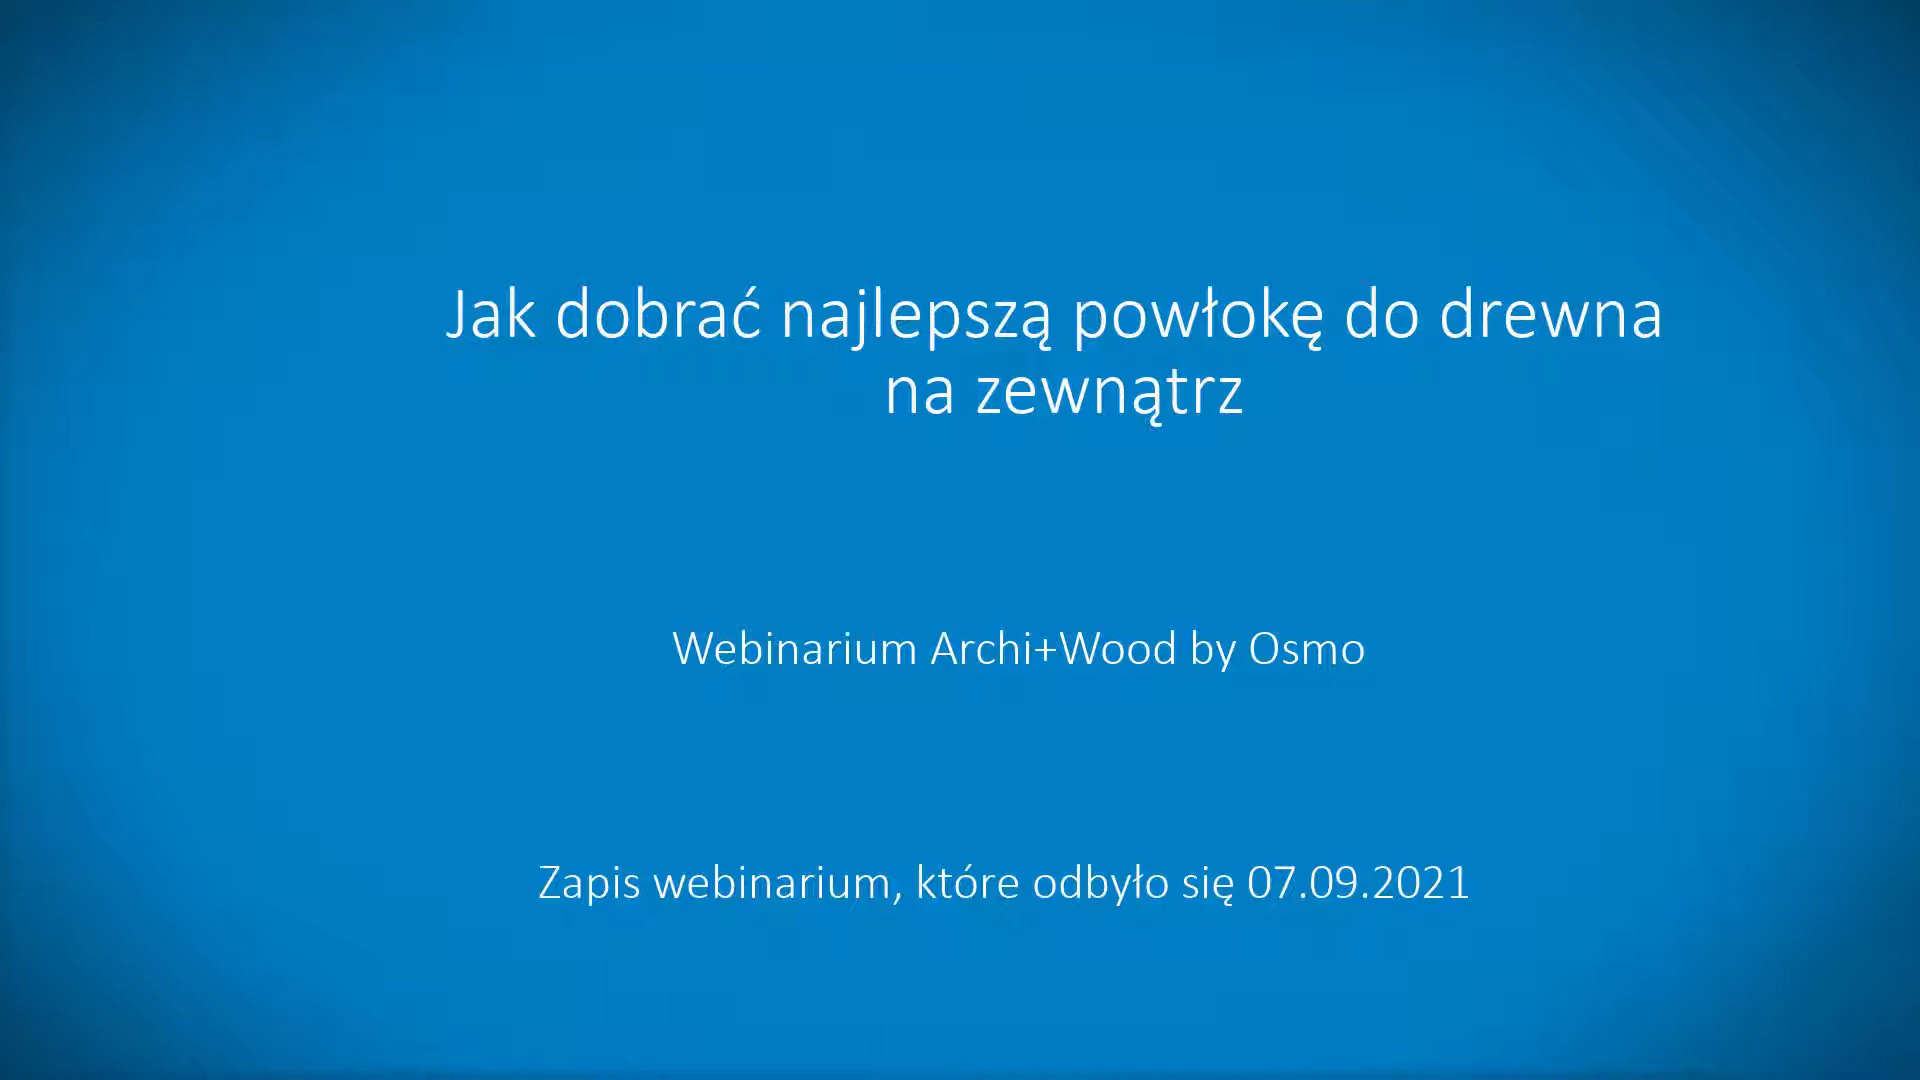 Jak dobrać najlepszą powłokę do drewna
na zewnątrz
Webinarium Archi+Wood by Osmo
Zapis webinarium, które odbyło się 07.09.2021